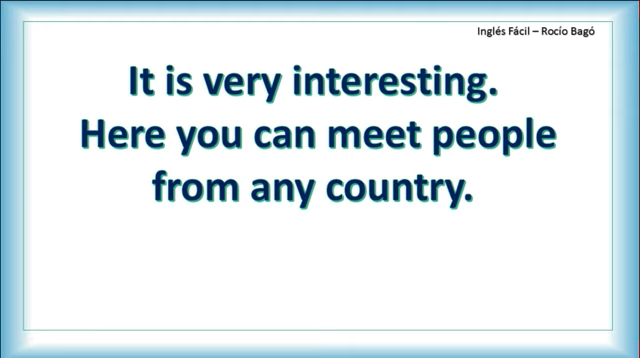 Inglés Fácil – Rocío Bagó
It is very interesting.
Here you can meet people
from any country.